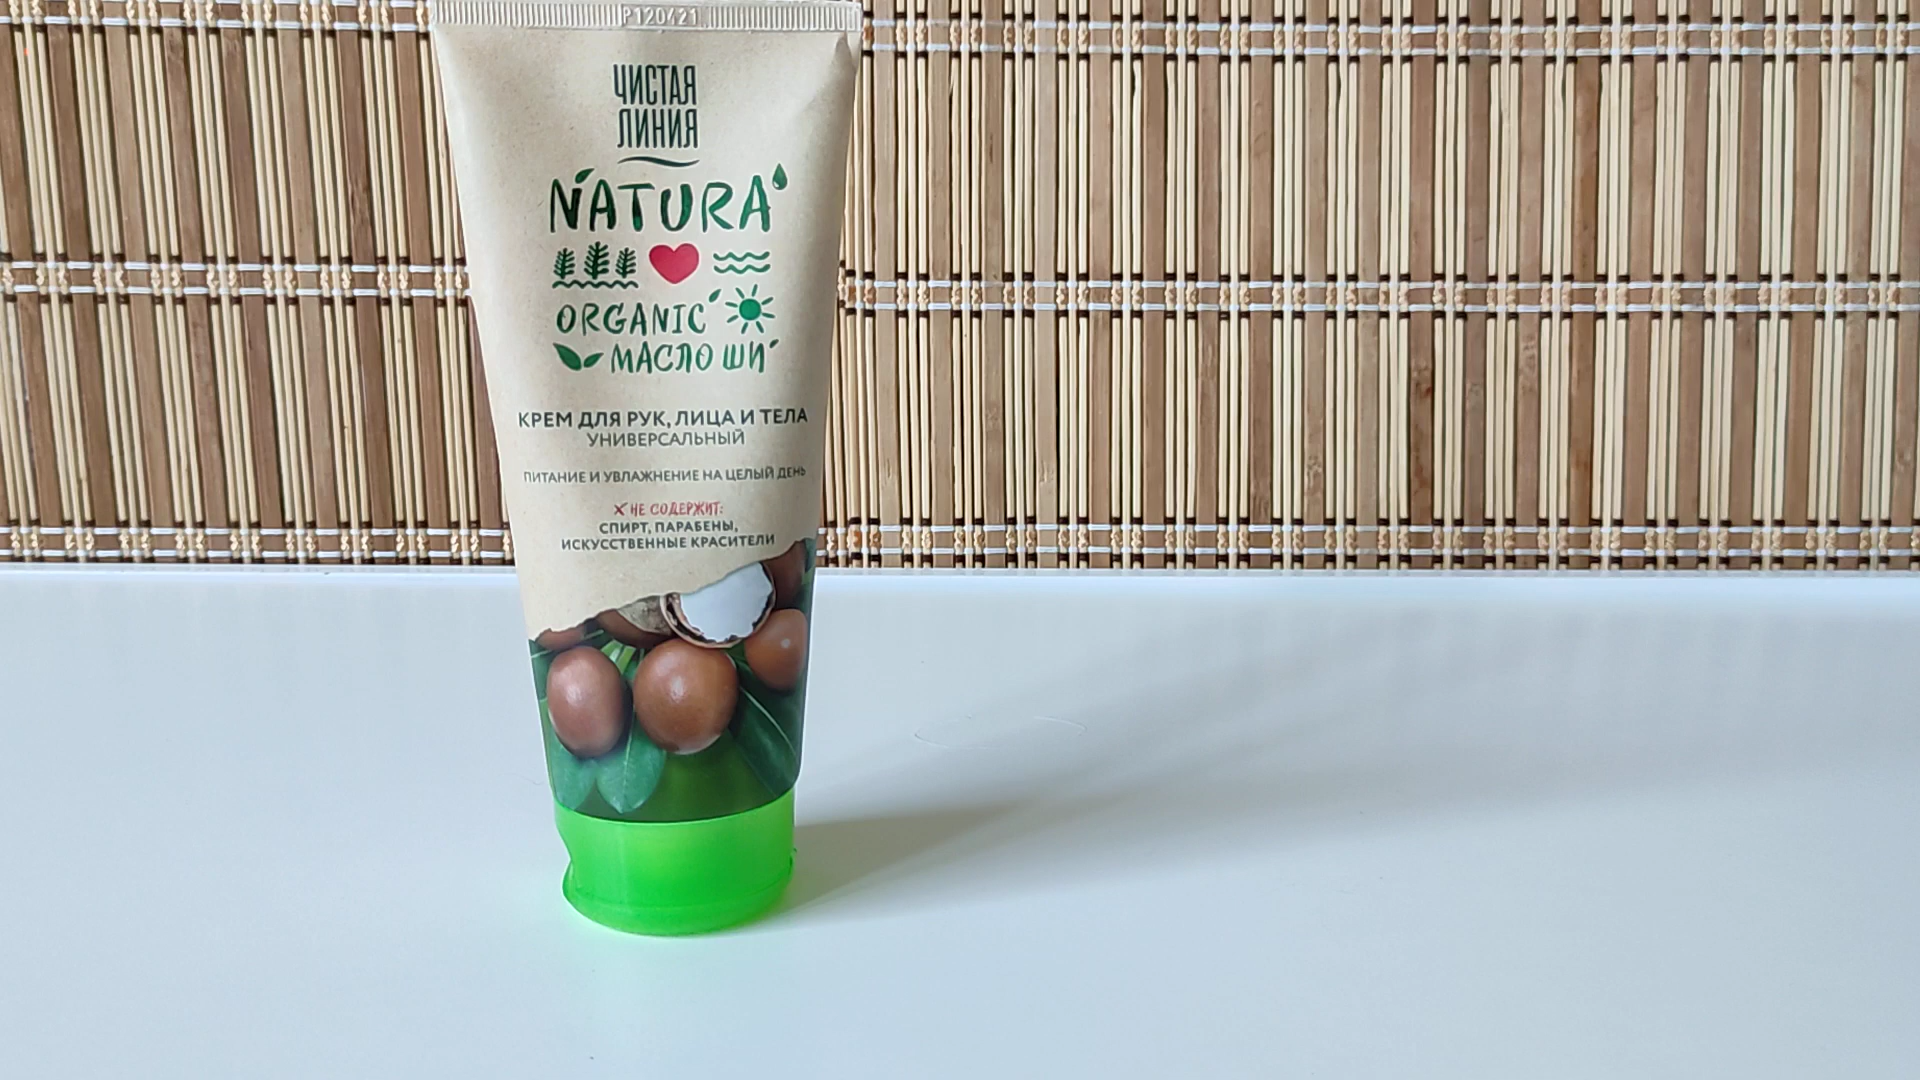 P120421
ЧИСТАЯ
ЛИНИЯ
NATURA
ORGANIC
МАСЛО ШИ
КРЕМ ДЛЯ РУК, ЛИЦА И ТЕЛА
УНИВЕРСАЛЬНЫЙ
ПИТАНИЕ И УВЛАЖНЕНИЕ НА ЦЕЛЫЙ ДЕНЬ
НЕ СОДЕРЖИТ:
СПИРТ, ПАРАБЕНЫ,
ИСКУССТВЕННЫЕ КРАСИТЕЛИ